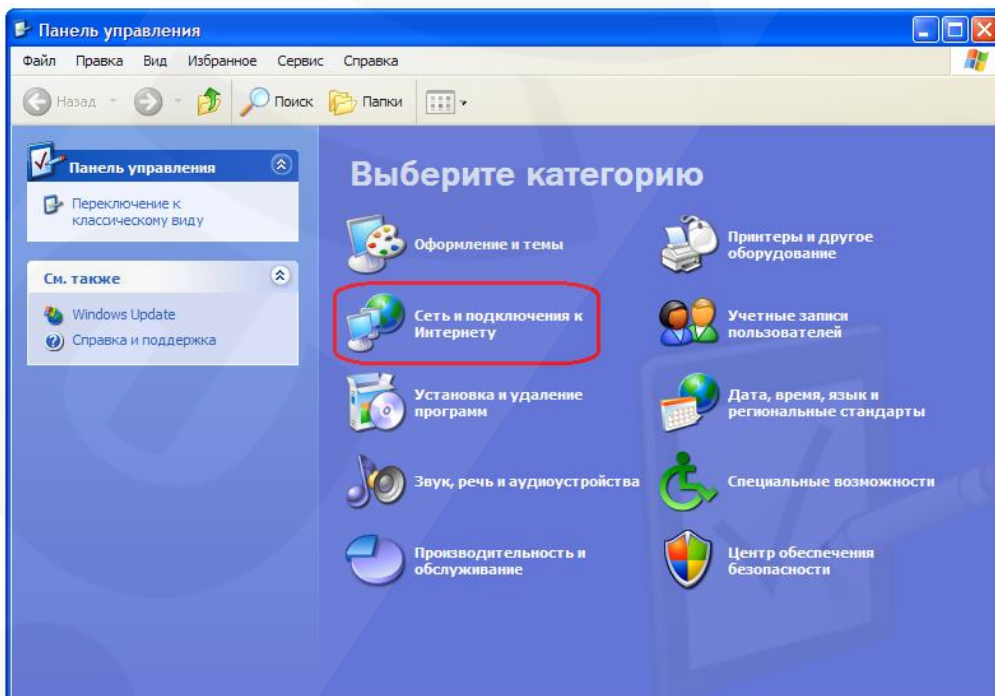 Панель управления
Файл Правка Вид Избранное Сервис Справка
Назад Поиск Папки
Панель управления
Переключение к
классическому виду
См. также
Windows Update
Справка и поддержка
Выберите категорию
Оформление и темы
Принтеры и другое
оборудование
Сеть и подключения к
Интернету
Учетные записи
пользователей
Установка и удаление
программ
Дата, время, язык и
региональные стандарты
Звук, речь и аудиоустройства
Специальные возможности
Производительность и
обслуживание
Центр обеспечения
безопасности